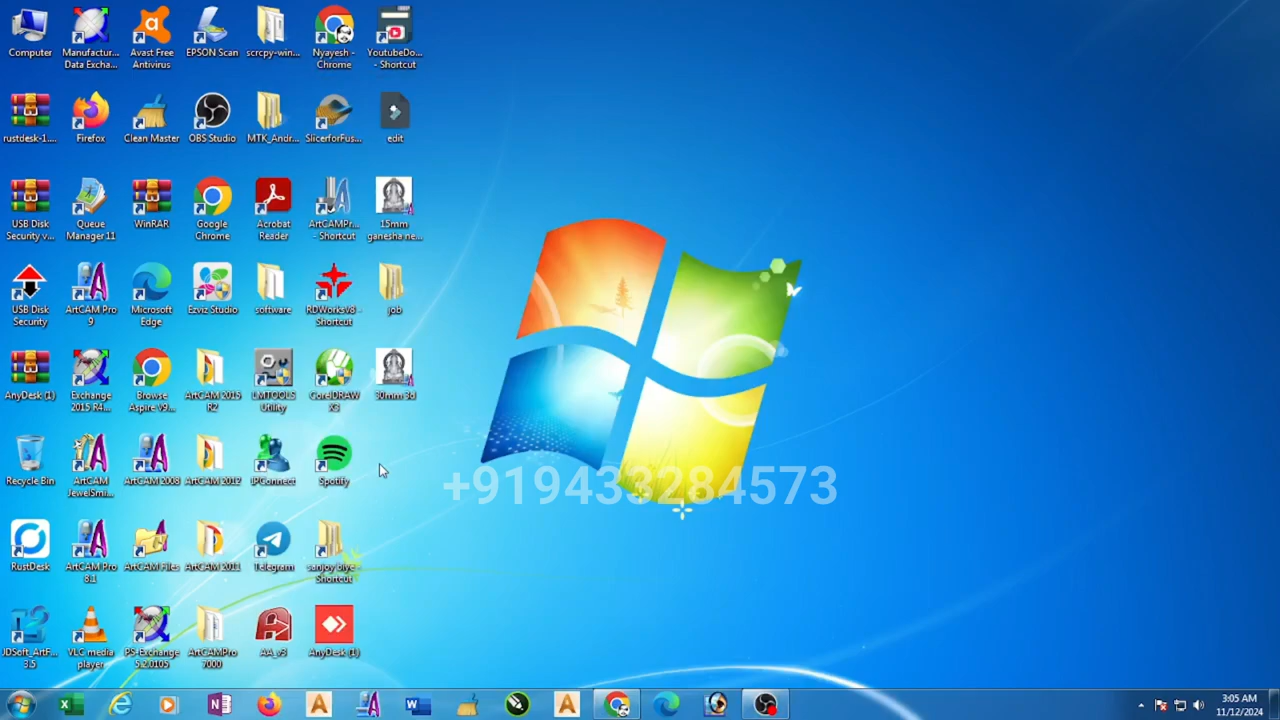 Computer
Manufactur... Data Excha...
Avast Free Antivirus
EPSON Scan
scrcpy-win...
Nyayesh - Chrome
YoutubeDo... - Shortcut
rustdesk-1....
Firefox
Clean Master
OBS Studio
MTK_Andr...
SlicerforFus...
edit
USB Disk Security v...
Queue Manager11
WinRAR
Google Chrome
Acrobat Reader
ArtCAMPr... - Shortcut
15mm ganesha ne...
USB Disk Security
ArtCAM Pro 9
Microsoft Edge
Ezviz Studio
software
RDWorksV8 - Shortcut
job
AnyDesk (1)
Exchange 2015 R4...
Browse Aspire V9...
ArtCAM 2015 R2
LMTOOLS Utility
CorelDRAW X3
30mm 3d
Recycle Bin
ArtCAM JewelSmi...
ArtCAM 2008
ArtCAM 2012
IPConnect
Spotify
+919433284573
RustDesk
ArtCAM Pro 8.1
ArtCAM Files
ArtCAM 2011
Telegram
sanjoy biye - Shortcut
JDSoft_ArtF... 3.5
VLC media player
PS-Exchange 5.2.0105
ArtCAMPro 7000
AA_v3
AnyDesk (1)
3:05 AM
11/12/2024